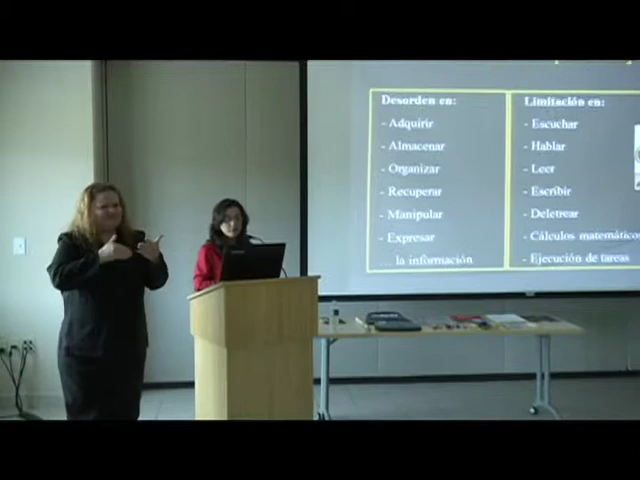 Desorden en:
- Adquirir
- Almacenar
- Organizar
- Recuperar
- Manipular
- Expresar
... la información
Limitación en:
- Escuchar
- Hablar
- Leer
- Escribir
- Deletrear
- Cálculos matemáticos
- Ejecución de tareas